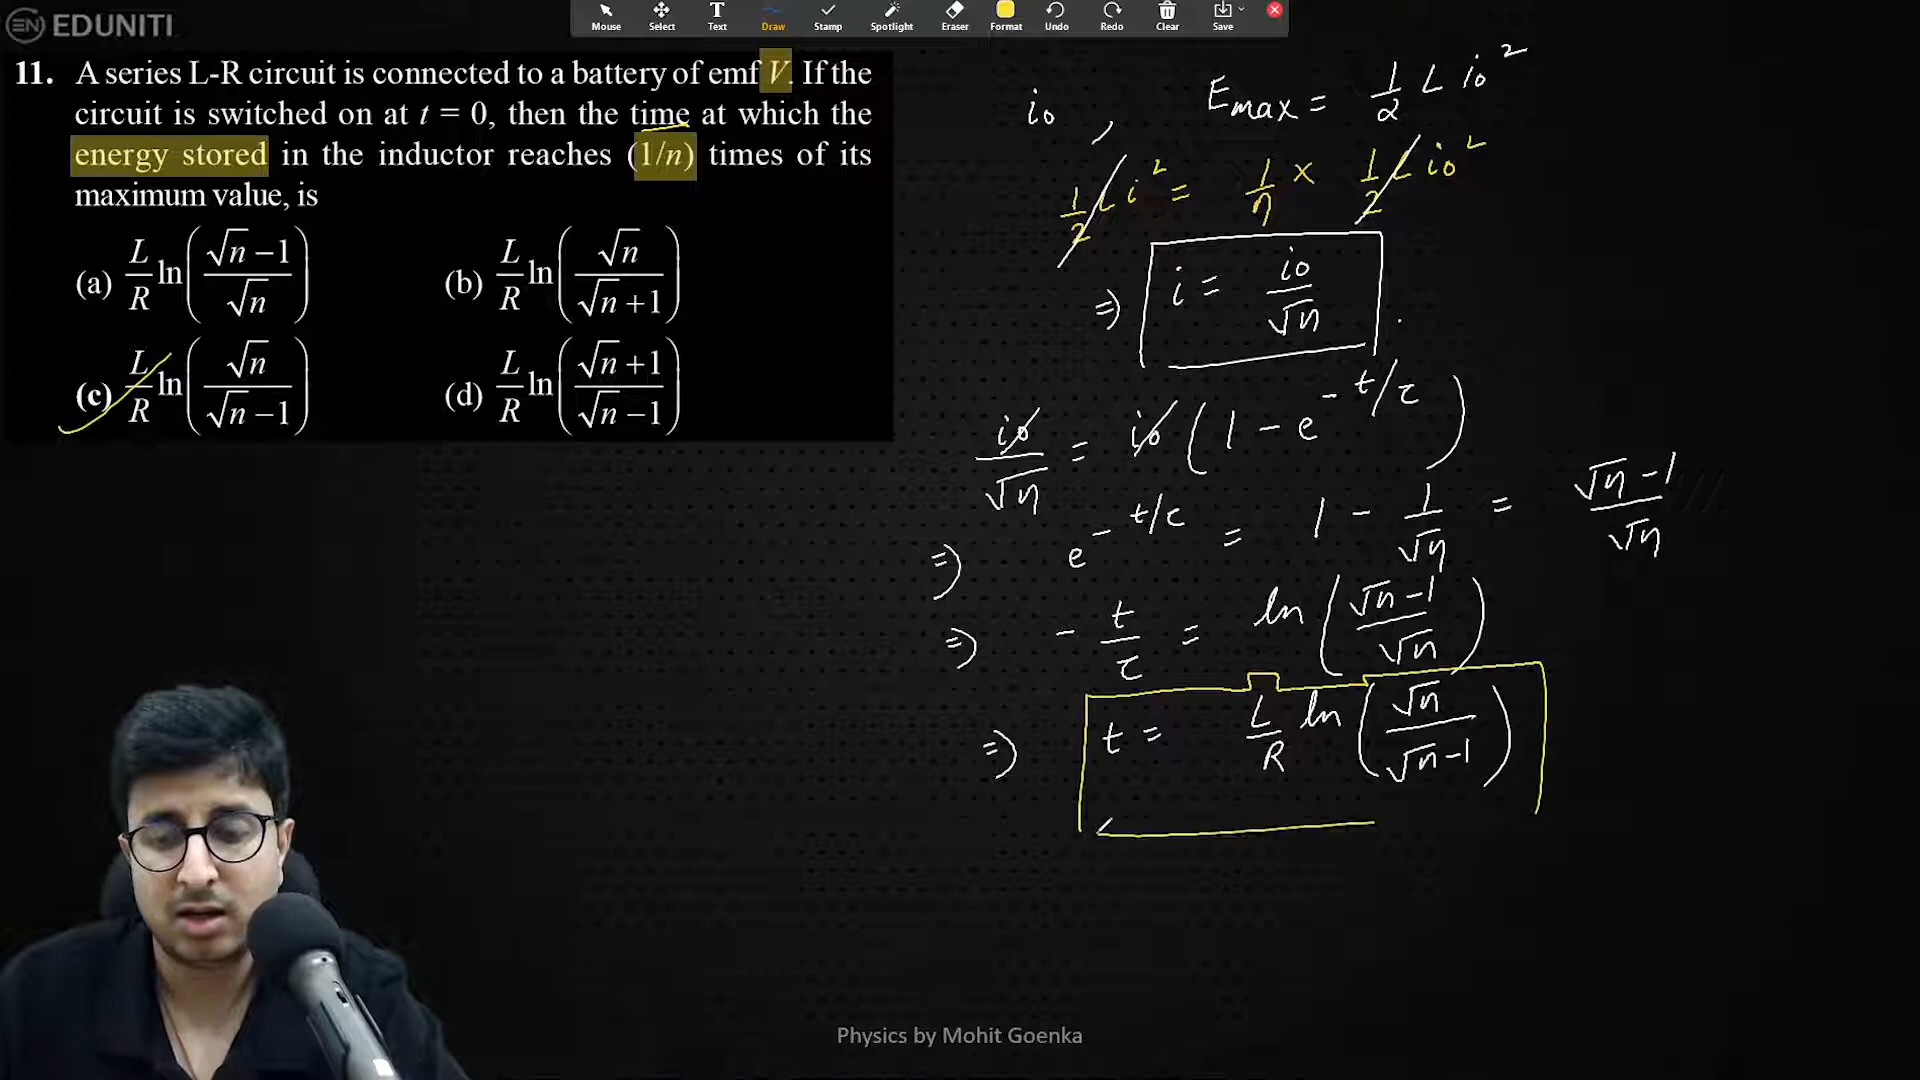 EN EDUNITI
Mouse Select Text Draw Stamp Spotlight Eraser Format Undo Redo Clear Save
11. A series L-R circuit is connected to a battery of emf V. If the
circuit is switched on at t = 0, then the time at which the
energy stored in the inductor reaches (1/n) times of its
maximum value, is
(a) L/R ln((√n − 1)/√n) (b) L/R ln(√n/(√n + 1))
(c) L/R ln(√n/(√n − 1)) (d) L/R ln((√n + 1)/(√n − 1))
i₀ , Emax = 1/2 L i₀²
1/2 L i² = 1/n × 1/2 L i₀²
⇒ i = i₀/√n
i₀/√n = i₀ (1 − e^(−t/τ))
⇒ e^(−t/τ) = 1 − 1/√n = (√n − 1)/√n
⇒ − t/τ = ln((√n − 1)/√n)
⇒ t = L/R ln(√n/(√n − 1))
Physics by Mohit Goenka